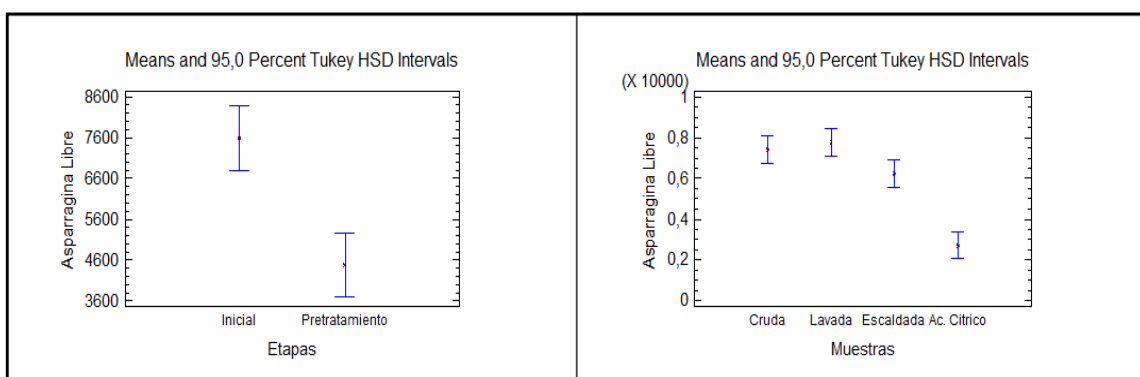 Means and 95,0 Percent Tukey HSD Intervals
Asparragina Libre
8600
7600
6600
5600
4600
3600
Inicial Pretratamiento
Etapas
Means and 95,0 Percent Tukey HSD Intervals
(X 10000)
Asparragina Libre
1
0,8
0,6
0,4
0,2
0
Cruda Lavada Escaldada Ac. Citrico
Muestras